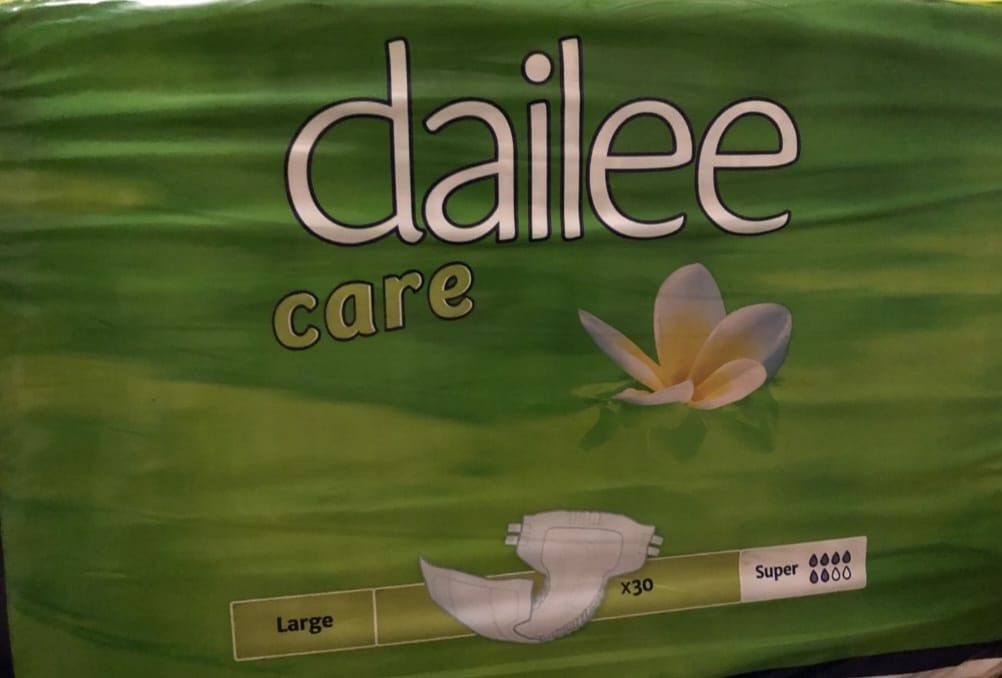 dailee
care
Large x30 Super